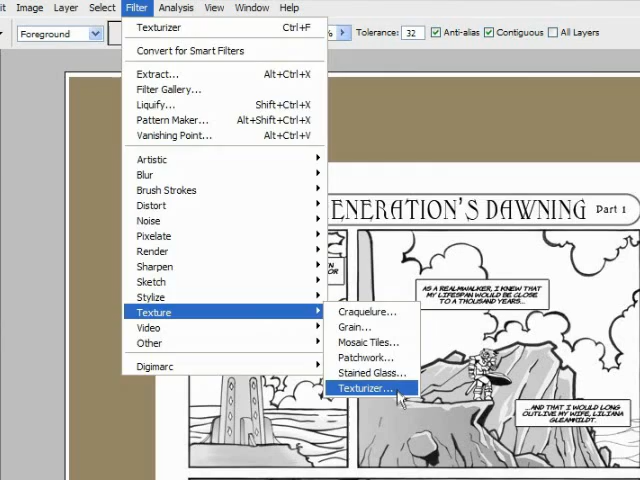 Image Layer Select Filter Analysis View Window Help
Foreground
% Tolerance: 32 Anti-alias Contiguous All Layers
Texturizer Ctrl+F
Convert for Smart Filters
Extract... Alt+Ctrl+X
Filter Gallery...
Liquify... Shift+Ctrl+X
Pattern Maker... Alt+Shift+Ctrl+X
Vanishing Point... Alt+Ctrl+V
Artistic
Blur
Brush Strokes
Distort
Noise
Pixelate
Render
Sharpen
Sketch
Stylize
Texture
Video
Other
Digimarc
Craquelure...
Grain...
Mosaic Tiles...
Patchwork...
Stained Glass...
Texturizer...
ENERATION'S DAWNING Part 1
AS A REALMWALKER, I KNEW THAT
MY LIFESPAN WOULD BE CLOSE
TO A THOUSAND YEARS...
...AND THAT I WOULD LONG
OUTLIVE MY WIFE, LILIANA
GLEAMHILDT.